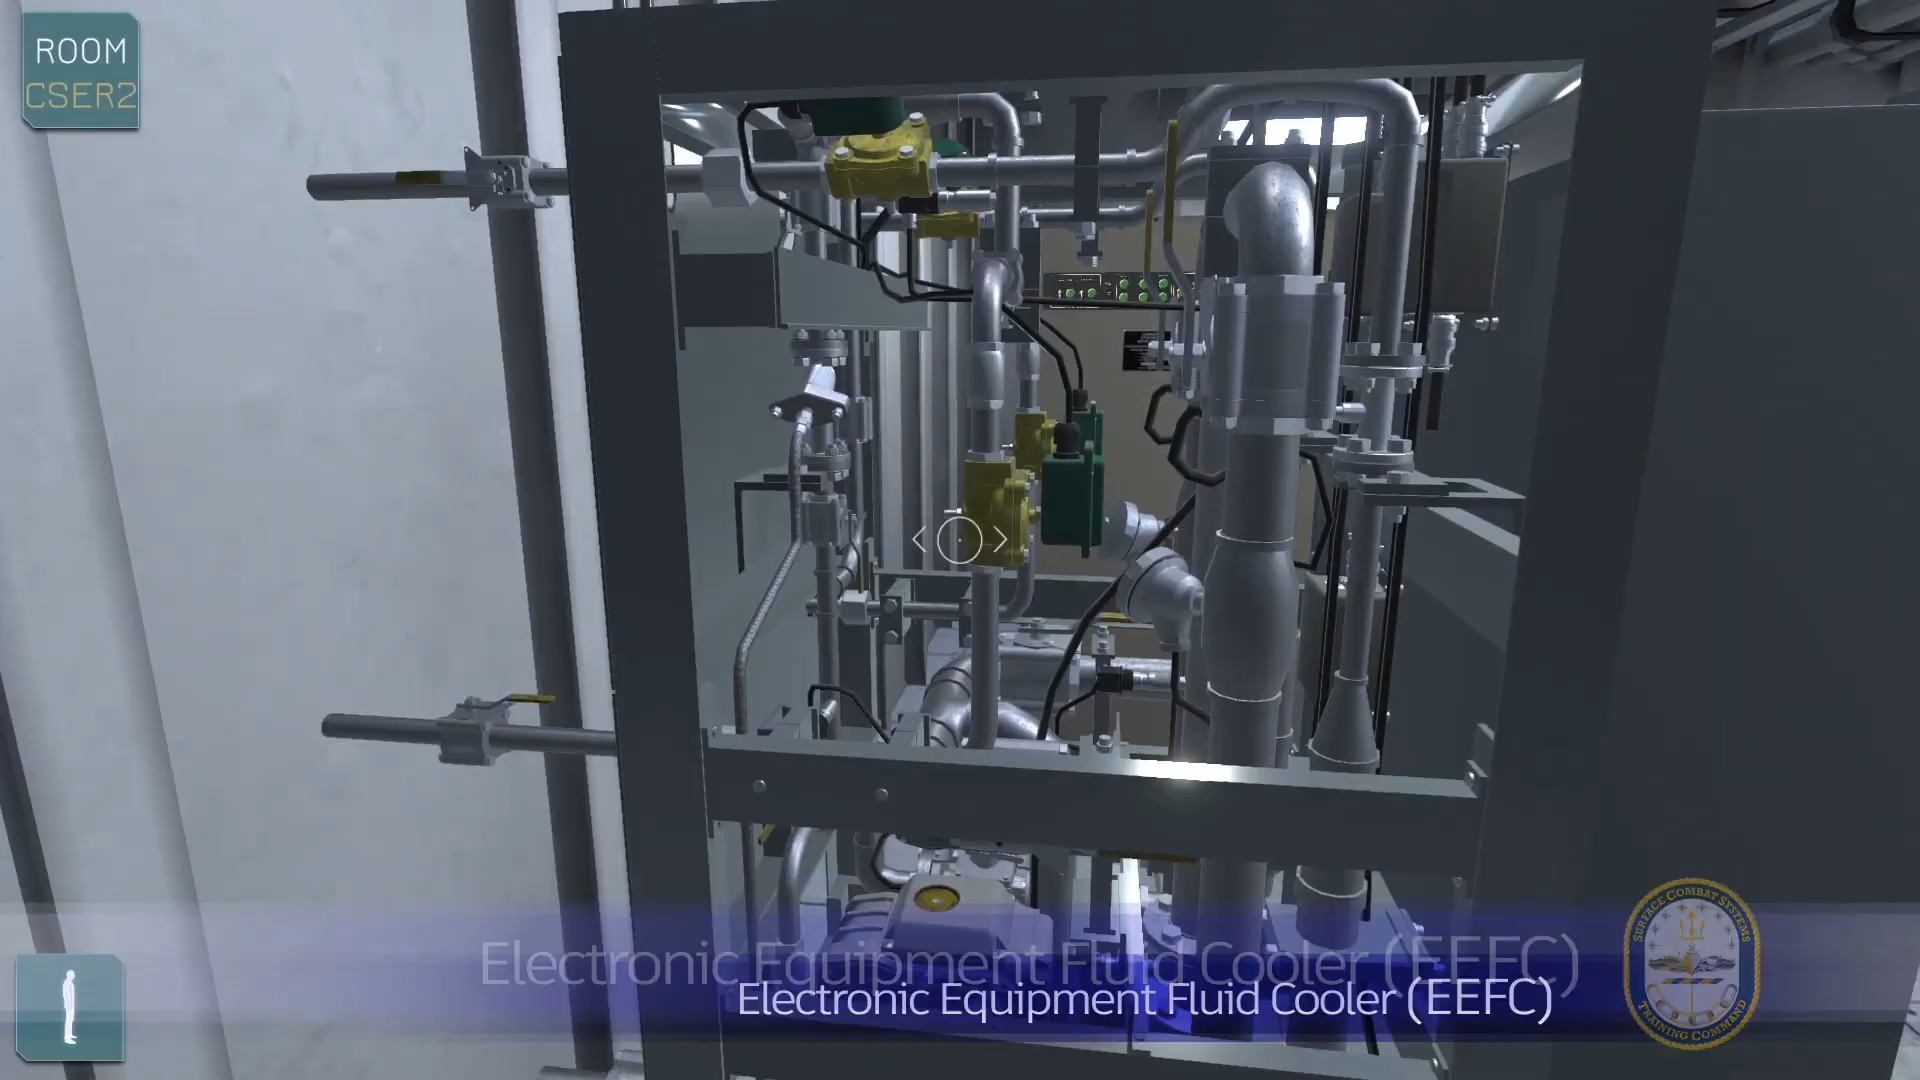 ROOM
CSER2
Electronic Equipment Fluid Cooler (EEFC)
Electronic Equipment Fluid Cooler (EEFC)
SURFACE COMBAT SYSTEMS
TRAINING COMMAND